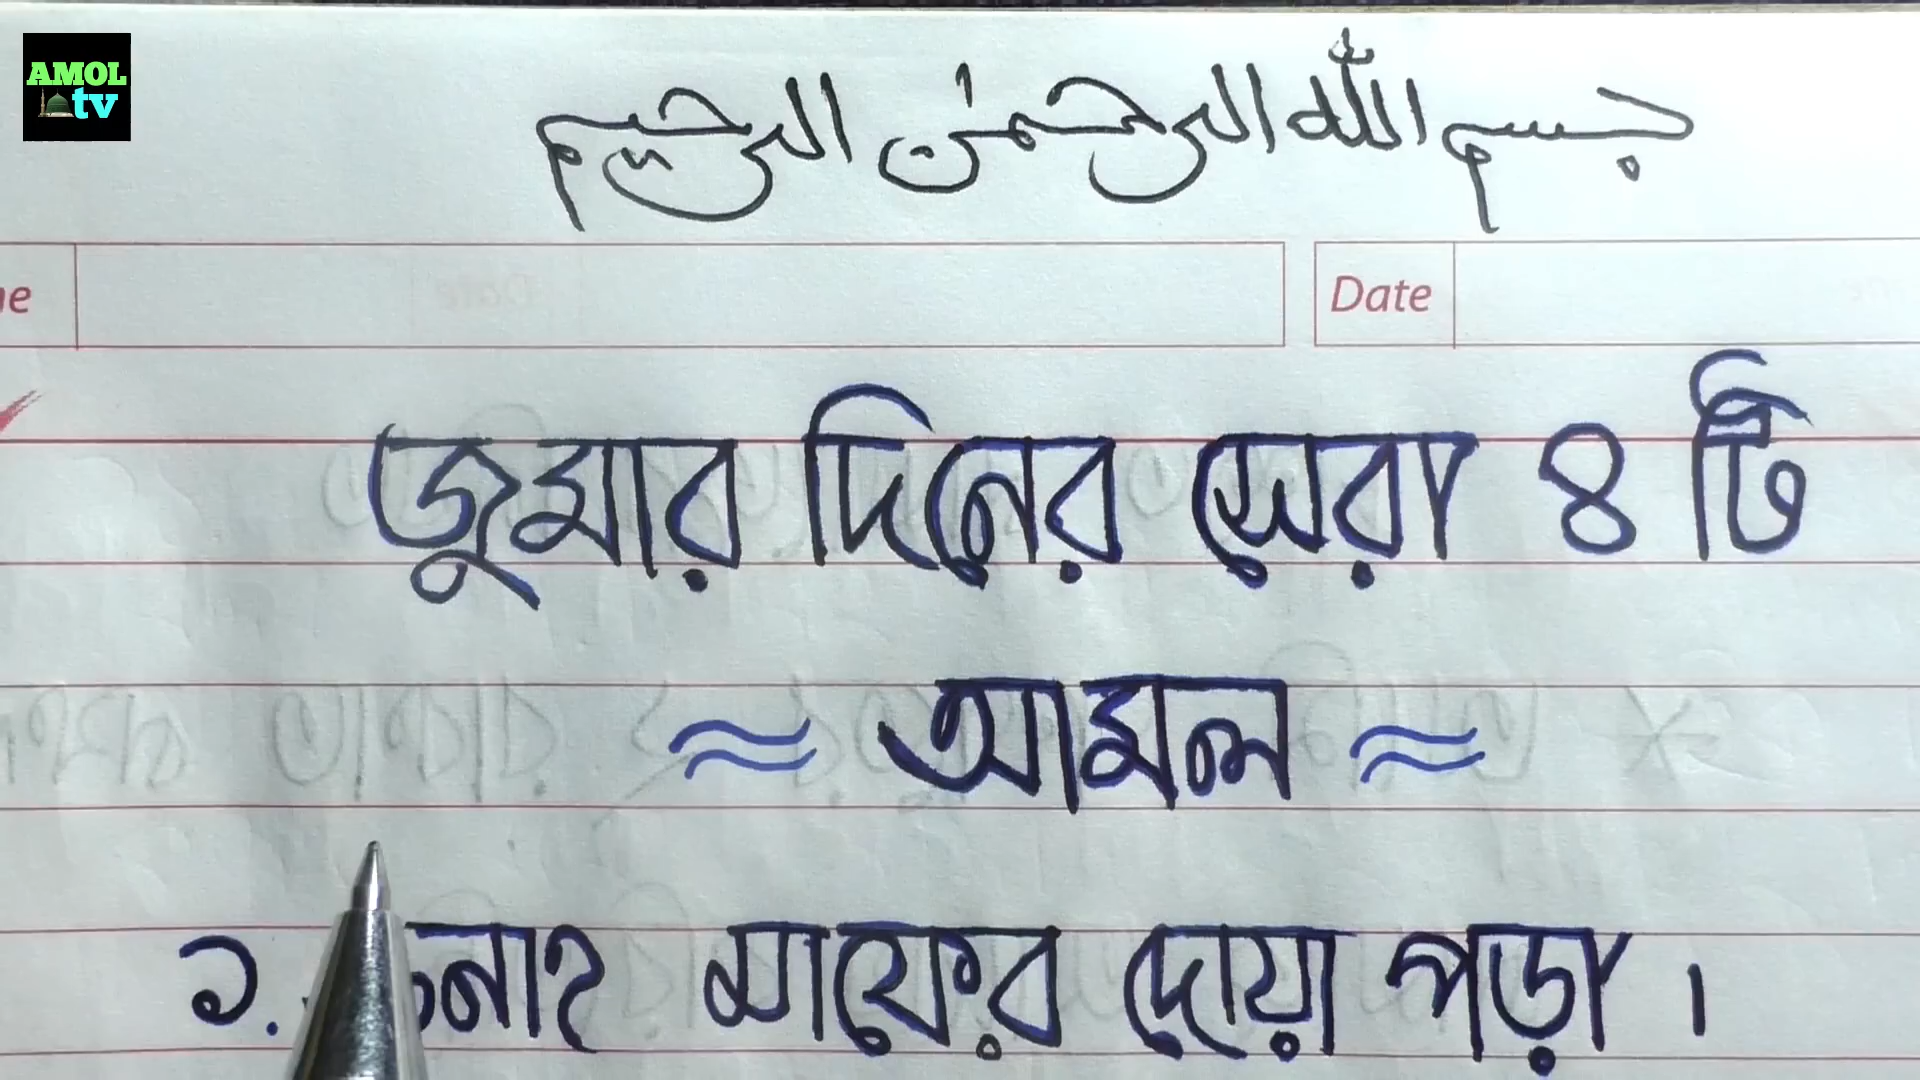 AMOL
tv
بسم الله الرحمن الرحيم
Date
জুমার দিনের সেরা ৪ টি
≈ আমল ≈
১. গুনাহ মাফের দোয়া পড়া ।